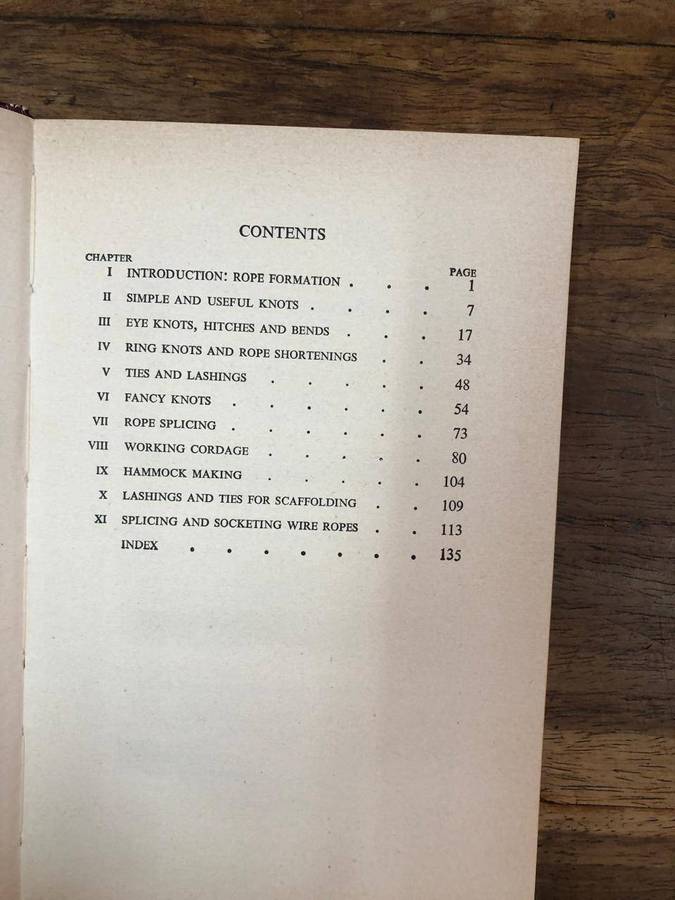 CONTENTS
CHAPTER PAGE
I INTRODUCTION: ROPE FORMATION . . . 1
II SIMPLE AND USEFUL KNOTS . . . . 7
III EYE KNOTS, HITCHES AND BENDS . . . 17
IV RING KNOTS AND ROPE SHORTENINGS . . 34
V TIES AND LASHINGS . . . . . 48
VI FANCY KNOTS . . . . . . 54
VII ROPE SPLICING . . . . . . 73
VIII WORKING CORDAGE . . . . . 80
IX HAMMOCK MAKING . . . . . 104
X LASHINGS AND TIES FOR SCAFFOLDING . . 109
XI SPLICING AND SOCKETING WIRE ROPES . . 113
INDEX . . . . . . . 135